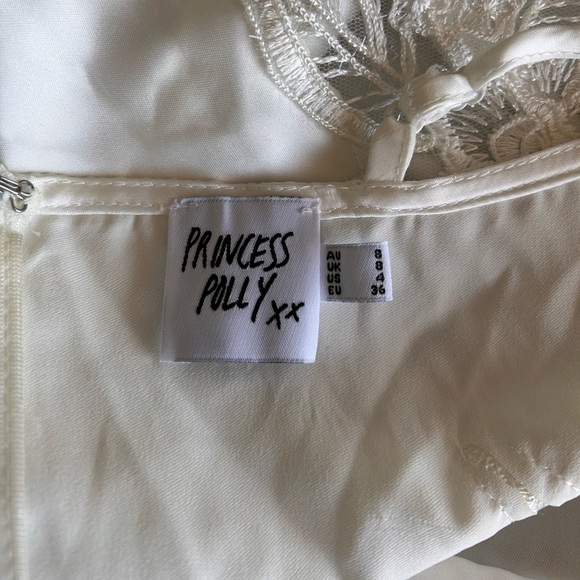 PRINCESS
POLLY xx
AU 8
UK 8
US 4
EU 36